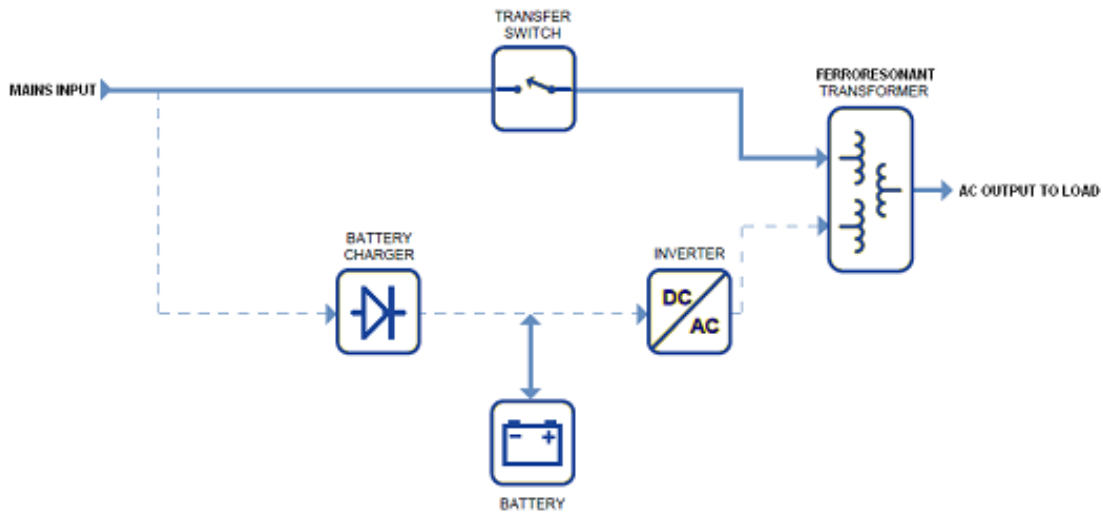 TRANSFER
SWITCH
MAINS INPUT
FERRORESONANT
TRANSFORMER
AC OUTPUT TO LOAD
BATTERY
CHARGER
INVERTER
DC
AC
- +
BATTERY